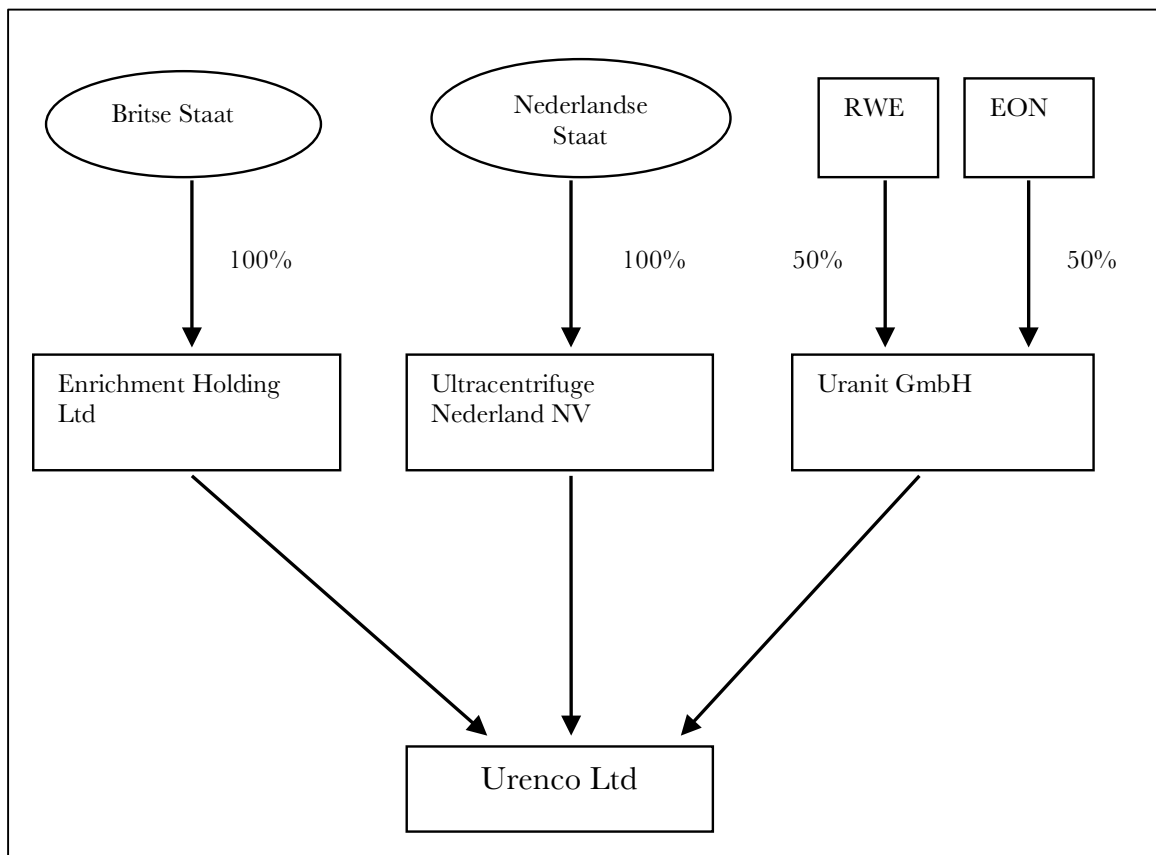 Britse Staat
Nederlandse
Staat
RWE
EON
100%
100%
50%
50%
Enrichment Holding
Ltd
Ultracentrifuge
Nederland NV
Uranit GmbH
Urenco Ltd